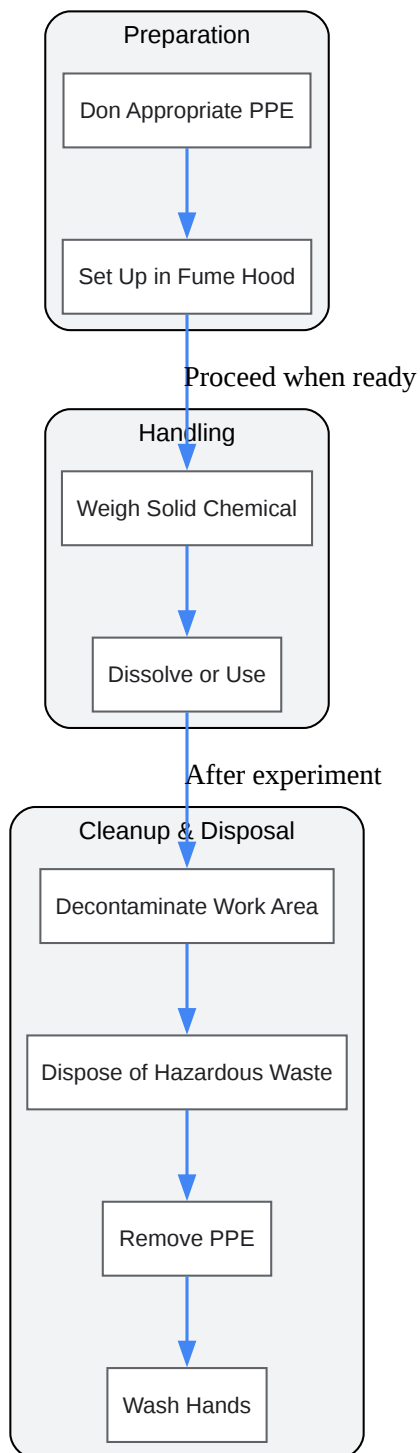 Preparation
Don Appropriate PPE
Set Up in Fume Hood
Proceed when ready
Handling
Weigh Solid Chemical
Dissolve or Use
After experiment
Cleanup & Disposal
Decontaminate Work Area
Dispose of Hazardous Waste
Remove PPE
Wash Hands